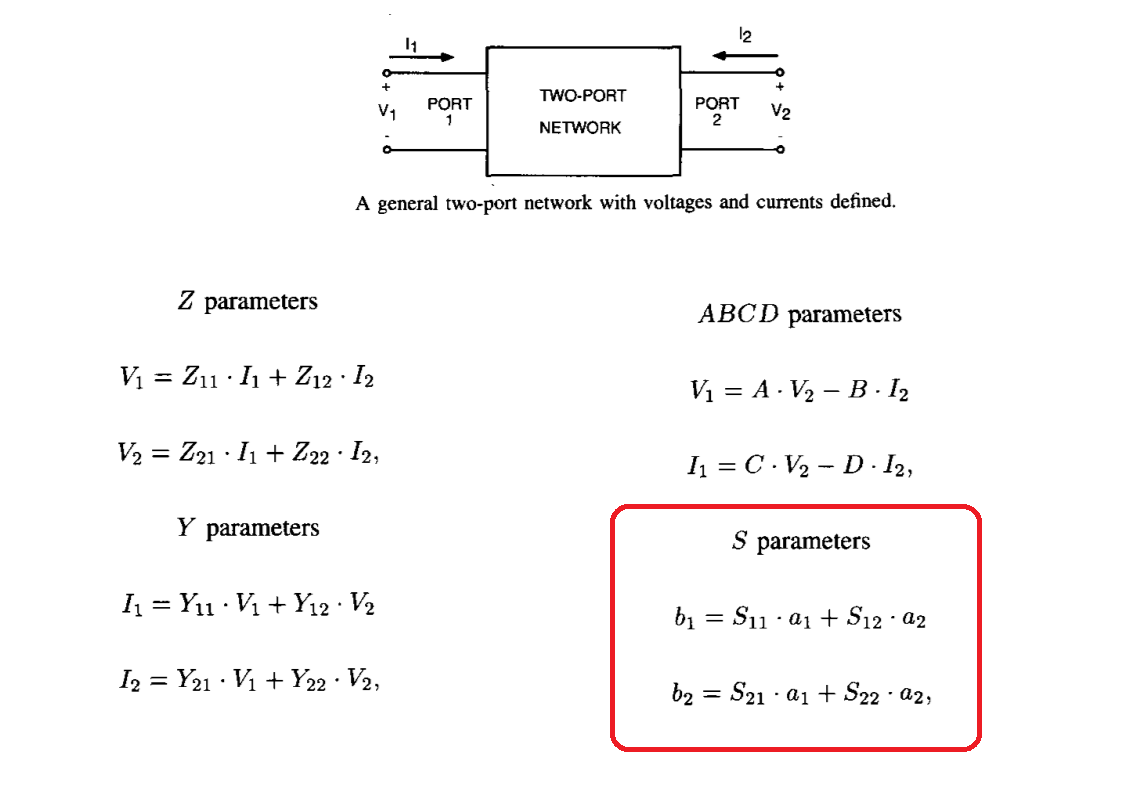 I₁
I₂
+
V₁
-
PORT
1
TWO-PORT
NETWORK
PORT
2
+
V₂
-
A general two-port network with voltages and currents defined.
Z parameters
V₁ = Z₁₁ · I₁ + Z₁₂ · I₂
V₂ = Z₂₁ · I₁ + Z₂₂ · I₂,
Y parameters
I₁ = Y₁₁ · V₁ + Y₁₂ · V₂
I₂ = Y₂₁ · V₁ + Y₂₂ · V₂,
ABCD parameters
V₁ = A · V₂ − B · I₂
I₁ = C · V₂ − D · I₂,
S parameters
b₁ = S₁₁ · a₁ + S₁₂ · a₂
b₂ = S₂₁ · a₁ + S₂₂ · a₂,